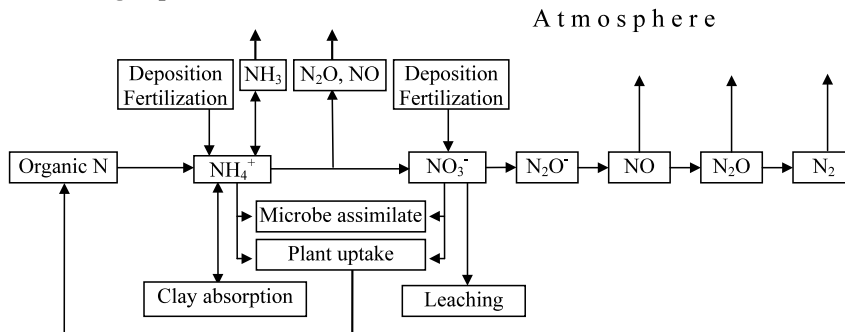 A t m o s p h e r e
Deposition
Fertilization
NH₃
N₂O, NO
Deposition
Fertilization
Organic N
NH₄⁺
NO₃⁻
N₂O⁻
NO
N₂O
N₂
Microbe assimilate
Plant uptake
Clay absorption
Leaching